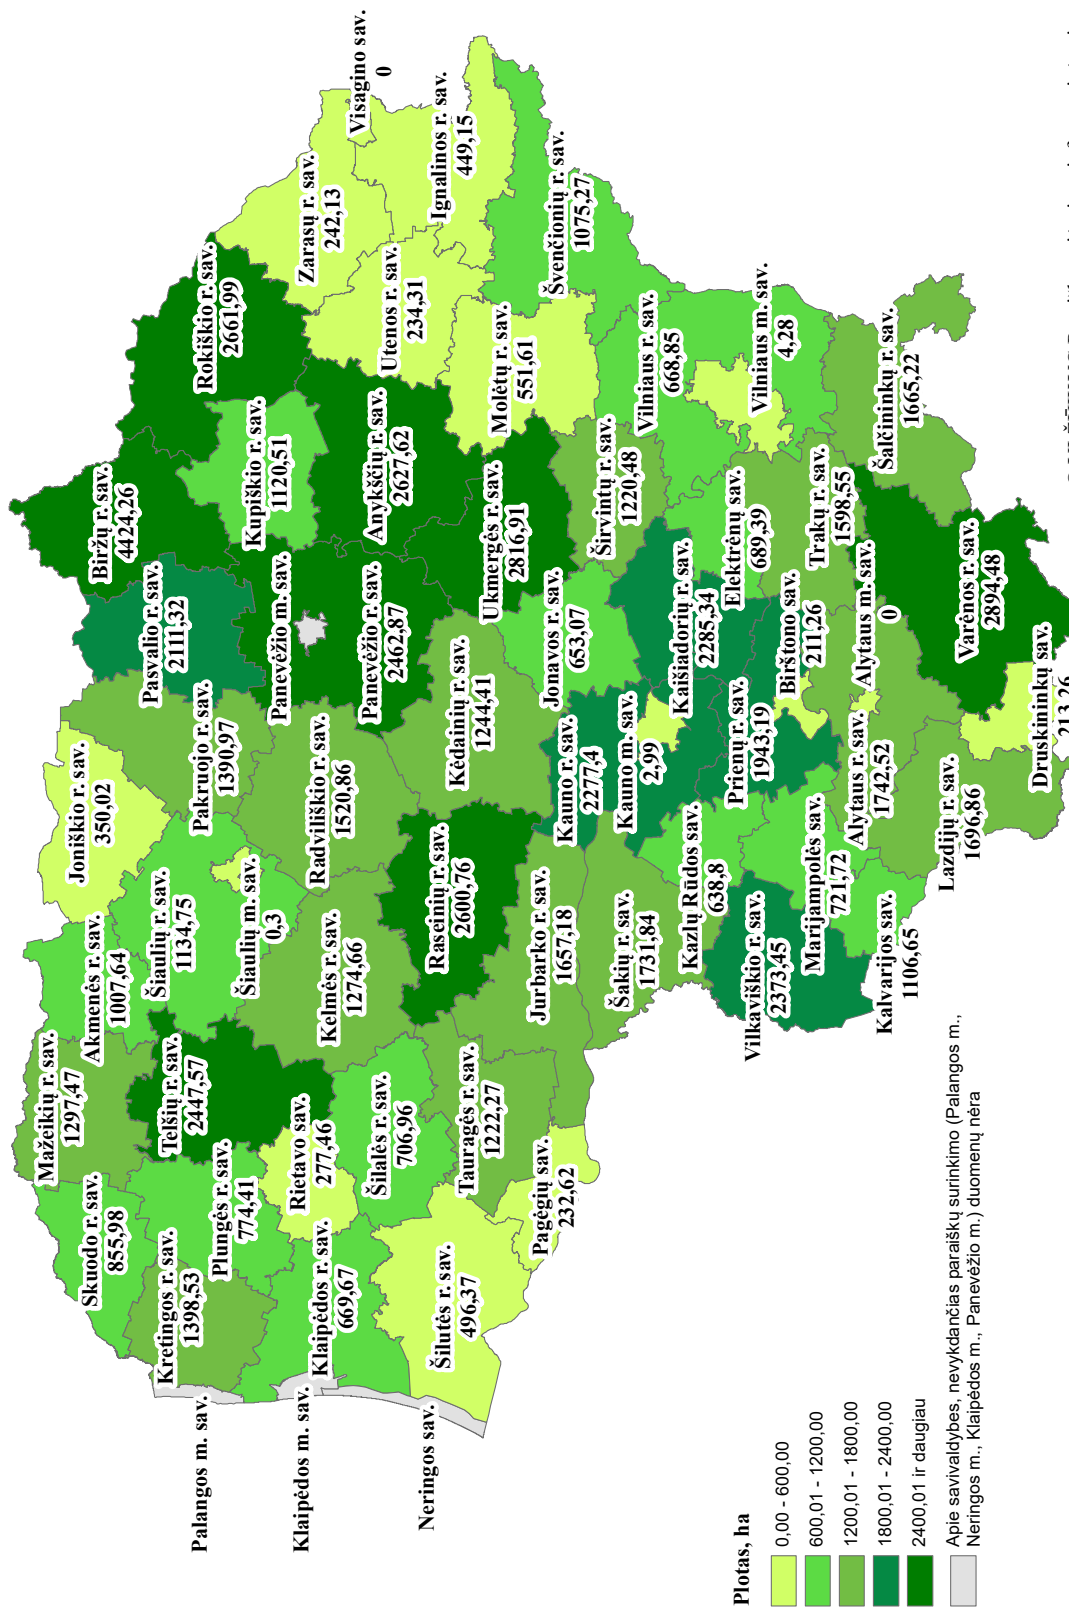 Mažeikių r. sav.
1297,47
Skuodo r. sav.
855,98
Akmenės r. sav.
1007,64
Joniškio r. sav.
350,02
Pasvalio r. sav.
2111,32
Biržų r. sav.
4424,26
Rokiškio r. sav.
2661,99
Kretingos r. sav.
1398,53
Palangos m. sav.
Plungės r. sav.
774,41
Telšių r. sav.
2447,57
Šiaulių r. sav.
1134,75
Šiaulių m. sav.
0,3
Pakruojo r. sav.
1390,97
Panevėžio m. sav.
Kupiškio r. sav.
1120,51
Zarasų r. sav.
242,13
Visagino sav.
0
Klaipėdos m. sav.
Klaipėdos r. sav.
669,67
Rietavo sav.
277,46
Kelmės r. sav.
1274,66
Radviliškio r. sav.
1520,86
Panevėžio r. sav.
2462,87
Anykščių r. sav.
2627,62
Utenos r. sav.
234,31
Ignalinos r. sav.
449,15
Neringos sav.
Šilutės r. sav.
496,37
Šilalės r. sav.
706,96
Tauragės r. sav.
1222,27
Raseinių r. sav.
2600,76
Kėdainių r. sav.
1244,41
Ukmergės r. sav.
2816,91
Molėtų r. sav.
551,61
Švenčionių r. sav.
1075,27
Pagėgių sav.
232,62
Jurbarko r. sav.
1657,18
Kauno r. sav.
2277,4
Jonavos r. sav.
653,07
Širvintų r. sav.
1220,48
Vilniaus r. sav.
668,85
Šakių r. sav.
1731,84
Kauno m. sav.
2,99
Kaišiadorių r. sav.
2285,34
Elektrėnų sav.
689,39
Vilniaus m. sav.
4,28
Kazlų Rūdos sav.
638,8
Prienų r. sav.
1943,19
Birštono sav.
211,26
Trakų r. sav.
1598,55
Vilkaviškio r. sav.
2373,45
Marijampolės sav.
721,72
Alytaus r. sav.
1742,52
Alytaus m. sav.
0
Šalčininkų r. sav.
1665,22
Kalvarijos sav.
1106,65
Lazdijų r. sav.
1696,86
Varėnos r. sav.
2894,48
Druskininkų sav.
213,26
Plotas, ha
0,00 - 600,00
600,01 - 1200,00
1200,01 - 1800,00
1800,01 - 2400,00
2400,01 ir daugiau
Apie savivaldybes, nevykdančias paraiškų surinkimo (Palangos m.,
Neringos m., Klaipėdos m., Panevėžio m.) duomenų nėra